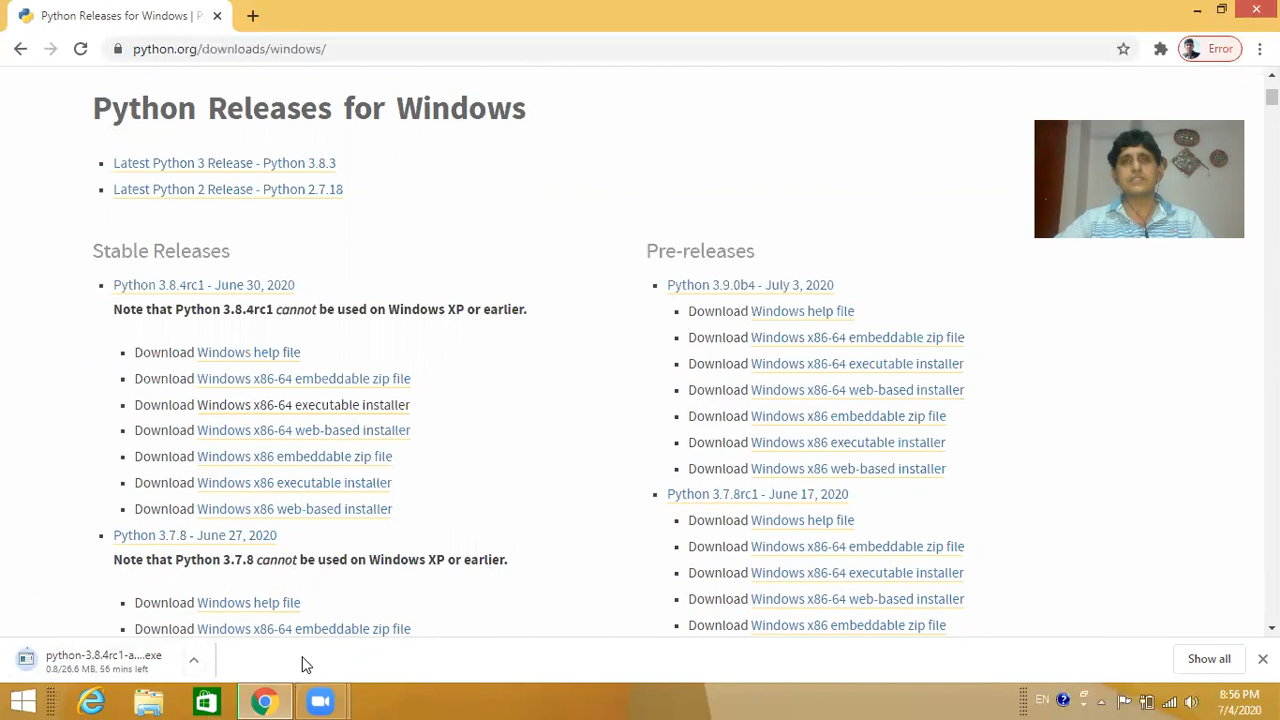 Python Releases for Windows | P
python.org/downloads/windows/
Error
Python Releases for Windows
Latest Python 3 Release - Python 3.8.3
Latest Python 2 Release - Python 2.7.18
Stable Releases
Python 3.8.4rc1 - June 30, 2020
Note that Python 3.8.4rc1 cannot be used on Windows XP or earlier.
Download Windows help file
Download Windows x86-64 embeddable zip file
Download Windows x86-64 executable installer
Download Windows x86-64 web-based installer
Download Windows x86 embeddable zip file
Download Windows x86 executable installer
Download Windows x86 web-based installer
Python 3.7.8 - June 27, 2020
Note that Python 3.7.8 cannot be used on Windows XP or earlier.
Download Windows help file
Download Windows x86-64 embeddable zip file
Pre-releases
Python 3.9.0b4 - July 3, 2020
Download Windows help file
Download Windows x86-64 embeddable zip file
Download Windows x86-64 executable installer
Download Windows x86-64 web-based installer
Download Windows x86 embeddable zip file
Download Windows x86 executable installer
Download Windows x86 web-based installer
Python 3.7.8rc1 - June 17, 2020
Download Windows help file
Download Windows x86-64 embeddable zip file
Download Windows x86-64 executable installer
Download Windows x86-64 web-based installer
Download Windows x86 embeddable zip file
python-3.8.4rc1-a....exe
0.8/26.6 MB, 56 mins left
Show all
EN
8:56 PM
7/4/2020